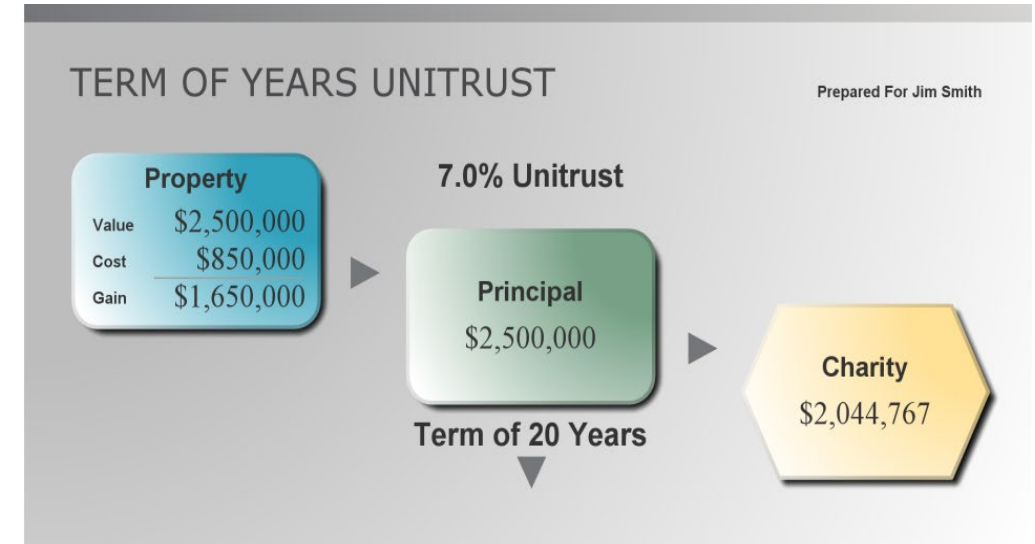 TERM OF YEARS UNITRUST
Prepared For Jim Smith
Property
Value $2,500,000
Cost $850,000
Gain $1,650,000
7.0% Unitrust
Principal
$2,500,000
Term of 20 Years
Charity
$2,044,767